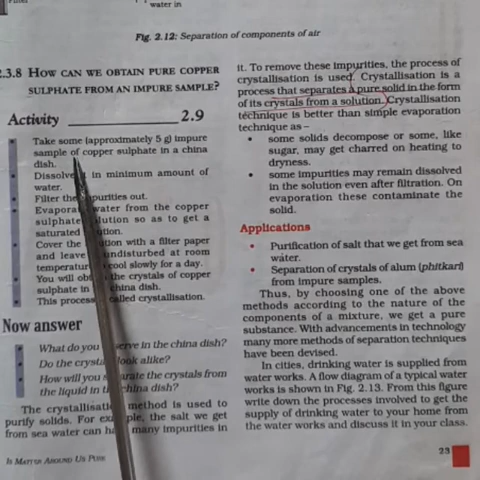 water in
Fig. 2.12: Separation of components of air
2.3.8 HOW CAN WE OBTAIN PURE COPPER
SULPHATE FROM AN IMPURE SAMPLE?
Activity 2.9
• Take some (approximately 5 g) impure
sample of copper sulphate in a china
dish.
• Dissolve in minimum amount of
water.
• Filter the impurities out.
• Evaporate water from the copper
sulphate solution so as to get a
saturated solution.
• Cover the solution with a filter paper
and leave undisturbed at room
temperature cool slowly for a day.
• You will obtain the crystals of copper
sulphate in china dish.
• This process called crystallisation.
Now answer
• What do you observe in the china dish?
• Do the crystals look alike?
• How will you separate the crystals from
the liquid in the china dish?
The crystallisation method is used to
purify solids. For example, the salt we get
from sea water can have many impurities in
IS MATTER AROUND US PURE
it. To remove these impurities, the process of
crystallisation is used. Crystallisation is a
process that separates a pure solid in the form
of its crystals from a solution. Crystallisation
technique is better than simple evaporation
technique as –
• some solids decompose or some, like
sugar, may get charred on heating to
dryness.
• some impurities may remain dissolved
in the solution even after filtration. On
evaporation these contaminate the
solid.
Applications
• Purification of salt that we get from sea
water.
• Separation of crystals of alum (phitkari)
from impure samples.
Thus, by choosing one of the above
methods according to the nature of the
components of a mixture, we get a pure
substance. With advancements in technology
many more methods of separation techniques
have been devised.
In cities, drinking water is supplied from
water works. A flow diagram of a typical water
works is shown in Fig. 2.13. From this figure
write down the processes involved to get the
supply of drinking water to your home from
the water works and discuss it in your class.
23